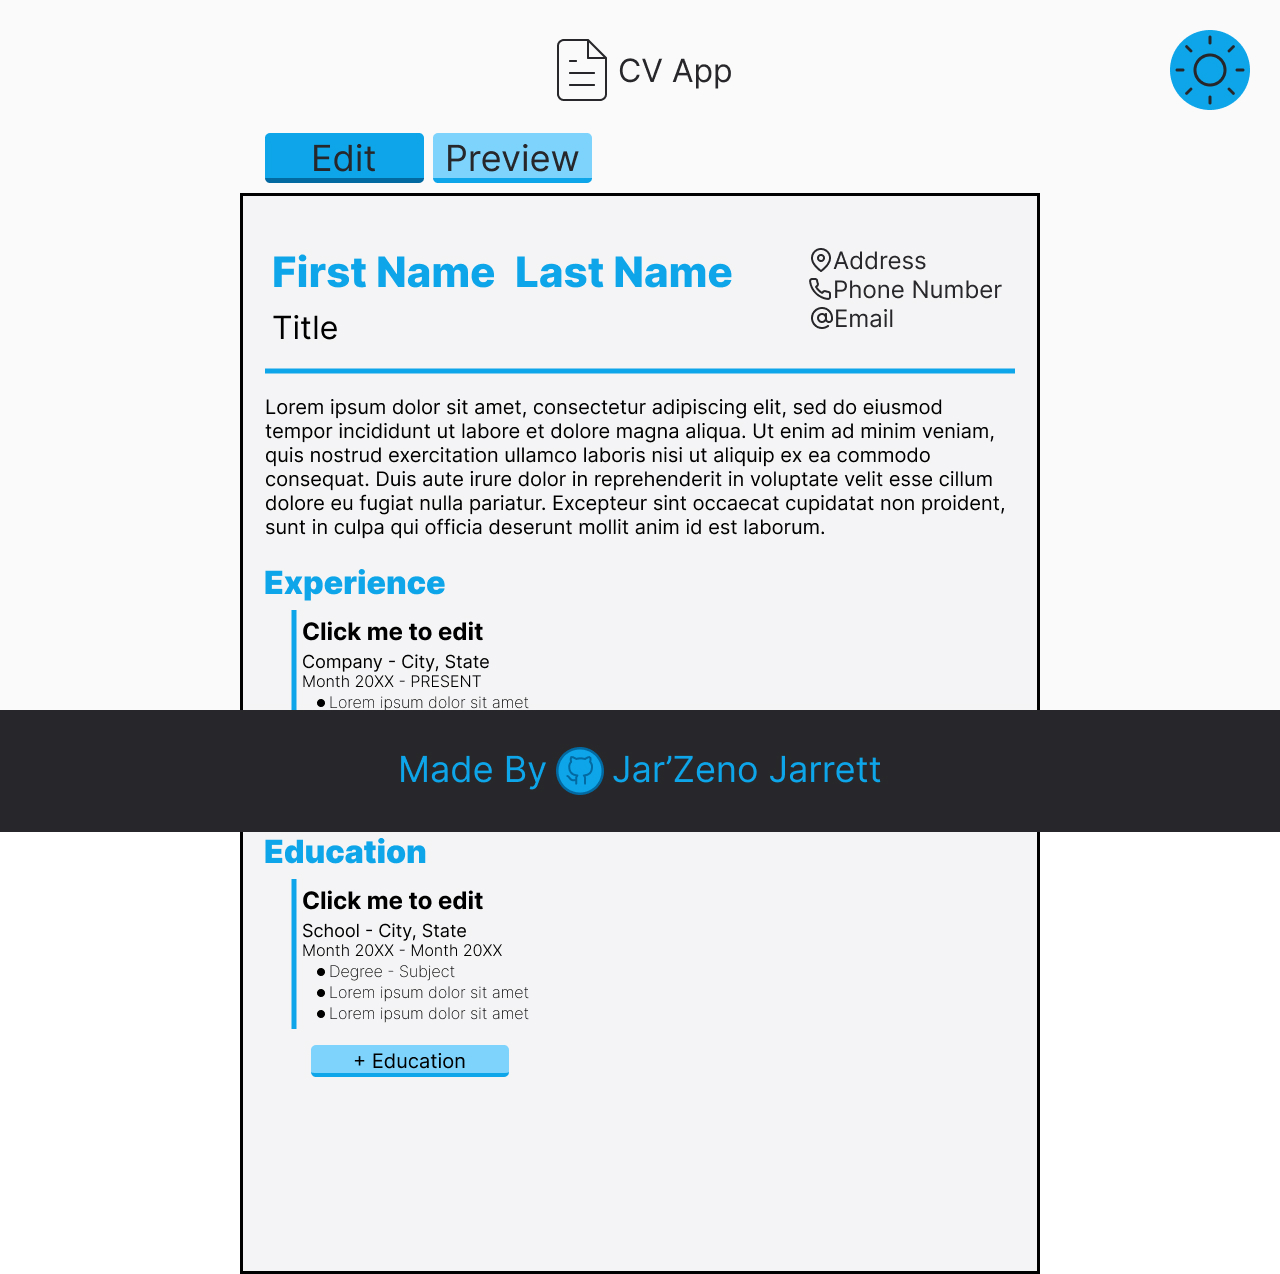 CV App
Edit
Preview
First Name Last Name
Title
Address
Phone Number
Email
Lorem ipsum dolor sit amet, consectetur adipiscing elit, sed do eiusmod
tempor incididunt ut labore et dolore magna aliqua. Ut enim ad minim veniam,
quis nostrud exercitation ullamco laboris nisi ut aliquip ex ea commodo
consequat. Duis aute irure dolor in reprehenderit in voluptate velit esse cillum
dolore eu fugiat nulla pariatur. Excepteur sint occaecat cupidatat non proident,
sunt in culpa qui officia deserunt mollit anim id est laborum.
Experience
Click me to edit
Company - City, State
Month 20XX - PRESENT
Lorem ipsum dolor sit amet
Made By Jar’Zeno Jarrett
Education
Click me to edit
School - City, State
Month 20XX - Month 20XX
Degree - Subject
Lorem ipsum dolor sit amet
Lorem ipsum dolor sit amet
+ Education